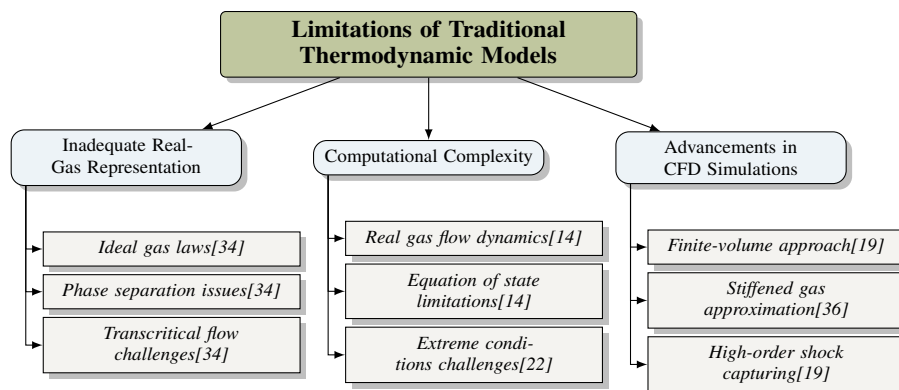 Limitations of Traditional
Thermodynamic Models
Inadequate Real-
Gas Representation
Ideal gas laws[34]
Phase separation issues[34]
Transcritical flow
challenges[34]
Computational Complexity
Real gas flow dynamics[14]
Equation of state
limitations[14]
Extreme condi-
tions challenges[22]
Advancements in
CFD Simulations
Finite-volume approach[19]
Stiffened gas
approximation[36]
High-order shock
capturing[19]